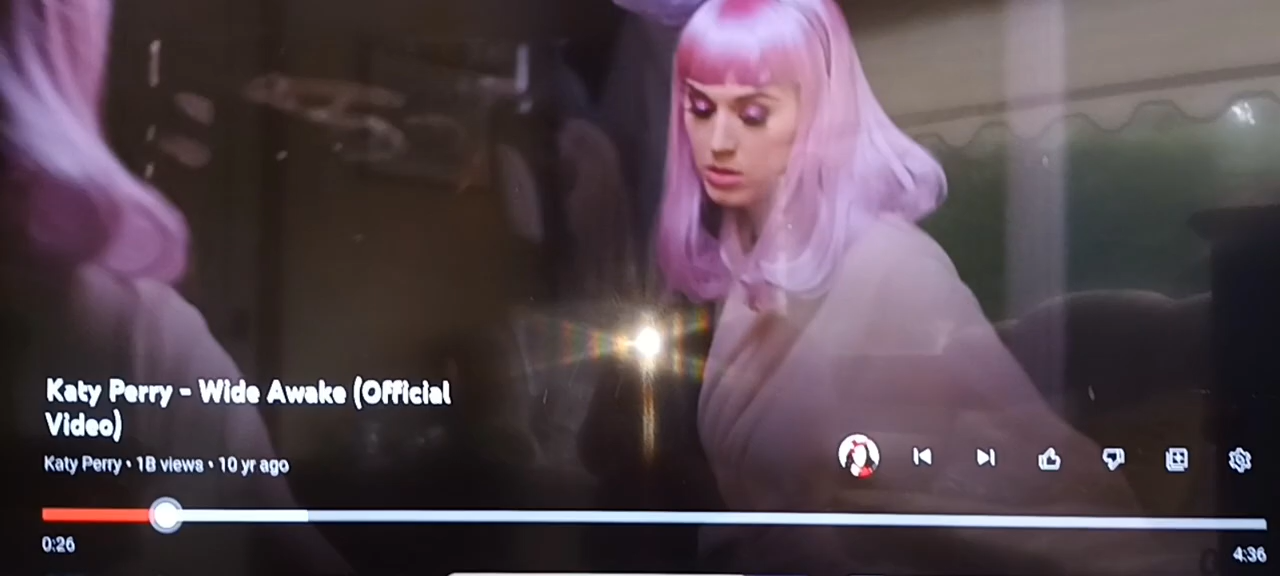 Katy Perry - Wide Awake (Official
Video)
Katy Perry • 1B views • 10 yr ago
0:26
4:36